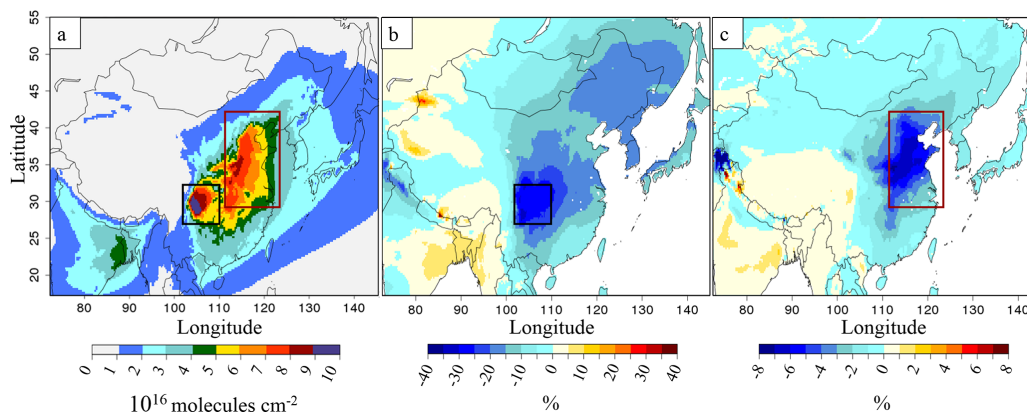 a
b
c
Latitude
55
50
45
40
35
30
25
20
80 90 100 110 120 130 140
80 90 100 110 120 130 140
80 90 100 110 120 130 140
Longitude
Longitude
Longitude
0 1 2 3 4 5 6 7 8 9 10
-40 -30 -20 -10 0 10 20 30 40
-8 -6 -4 -2 0 2 4 6 8
10¹⁶ molecules cm⁻²
%
%